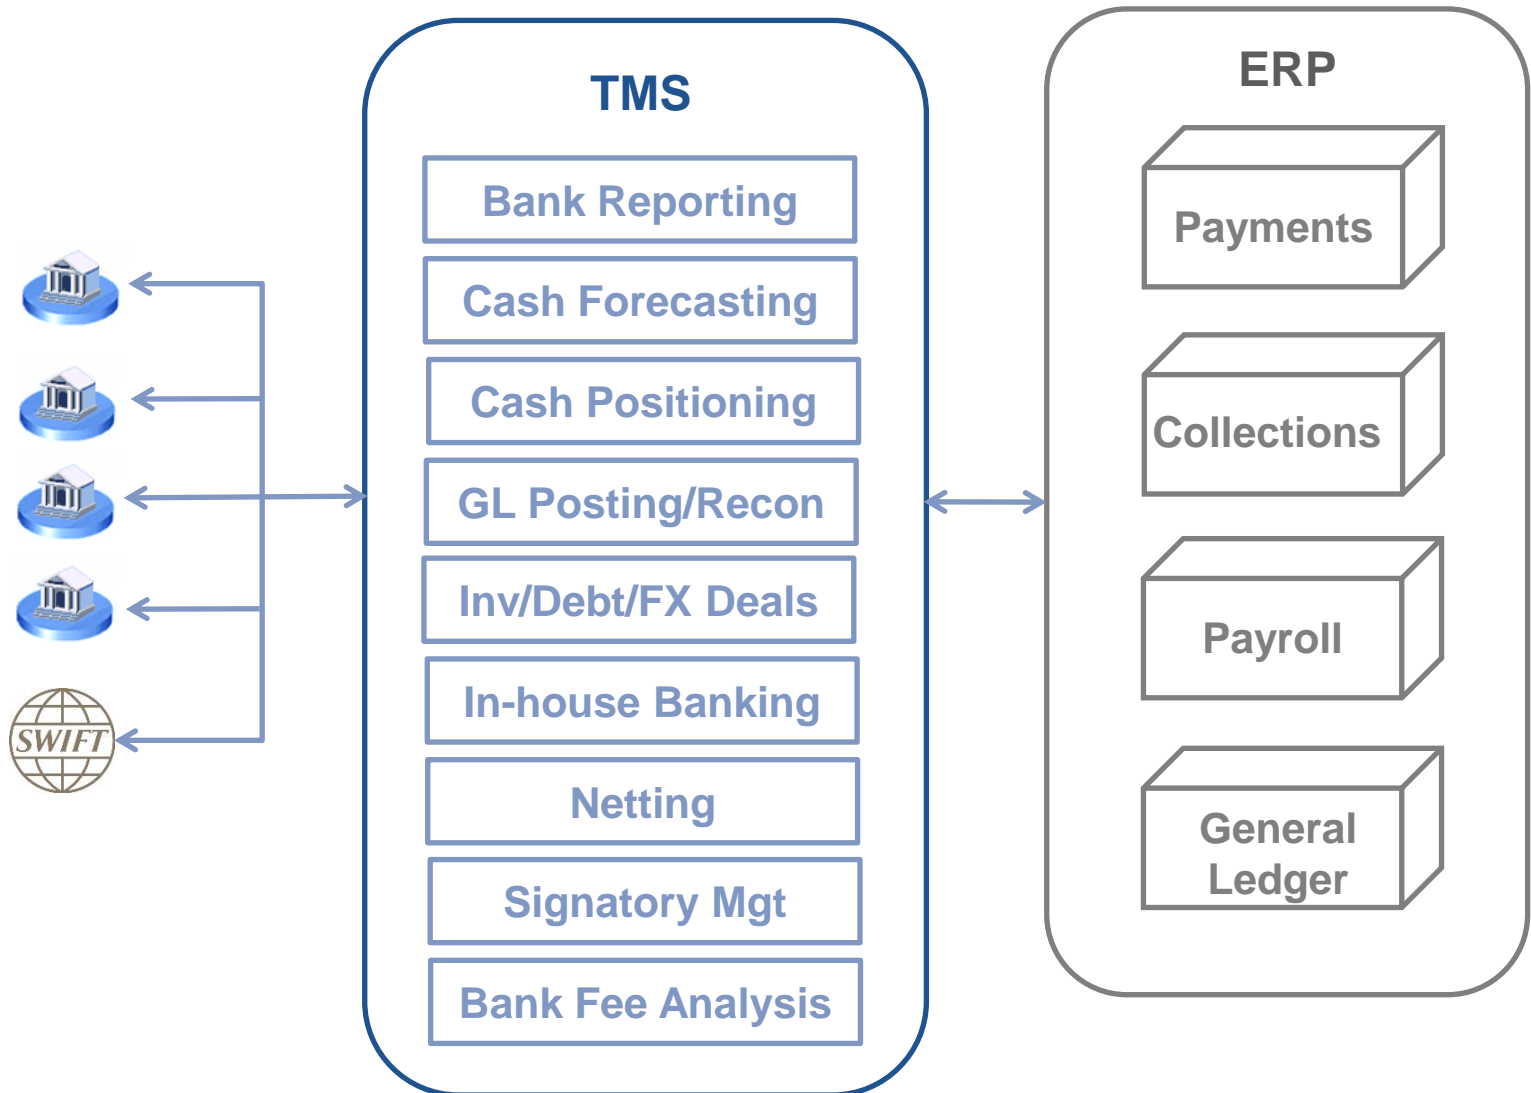 TMS
Bank Reporting
Cash Forecasting
Cash Positioning
GL Posting/Recon
Inv/Debt/FX Deals
In-house Banking
Netting
Signatory Mgt
Bank Fee Analysis
SWIFT
ERP
Payments
Collections
Payroll
General
Ledger